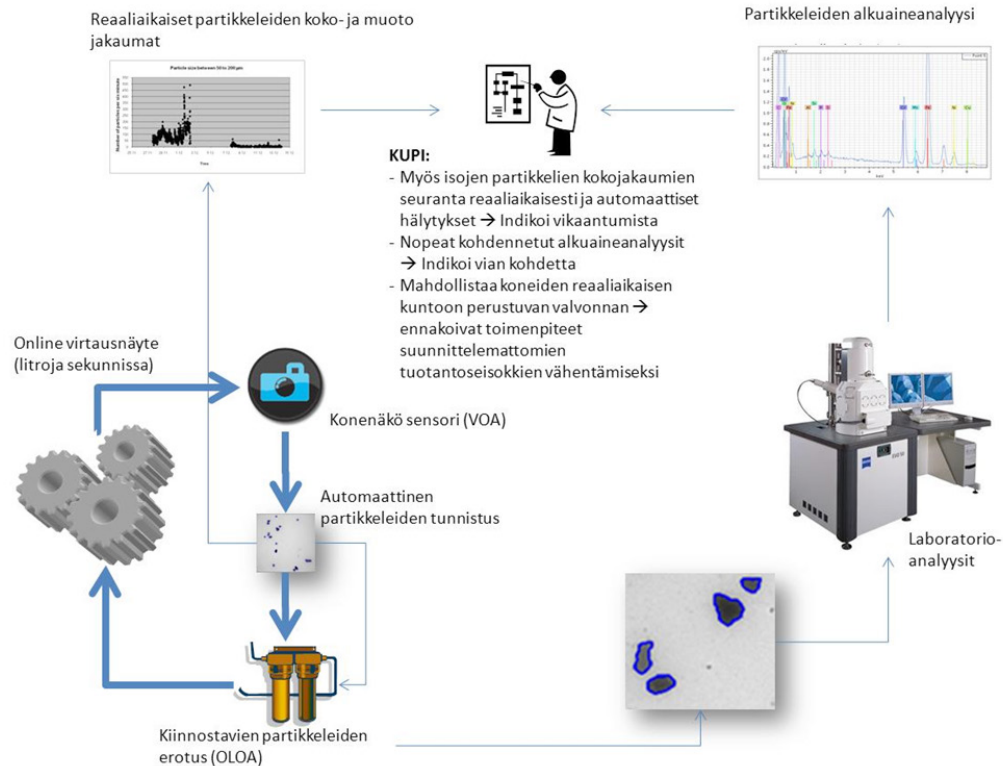 Reaaliaikaiset partikkeleiden koko- ja muoto
jakaumat
Partikkeleiden alkuaineanalyysi
KUPI:
- Myös isojen partikkelien kokojakaumien
seuranta reaaliaikaisesti ja automaattiset
hälytykset → Indikoi vikaantumista
- Nopeat kohdennetut alkuaineanalyysit
→ Indikoi vian kohdetta
- Mahdollistaa koneiden reaaliaikaisen
kuntoon perustuvan valvonnan →
ennakoivat toimenpiteet
suunnittelemattomien
tuotantoseisokkien vähentämiseksi
Online virtausnäyte
(litroja sekunnissa)
Konenäkö sensori (VOA)
Automaattinen
partikkeleiden tunnistus
Laboratorio-
analyysit
Kiinnostavien partikkeleiden
erotus (OLOA)